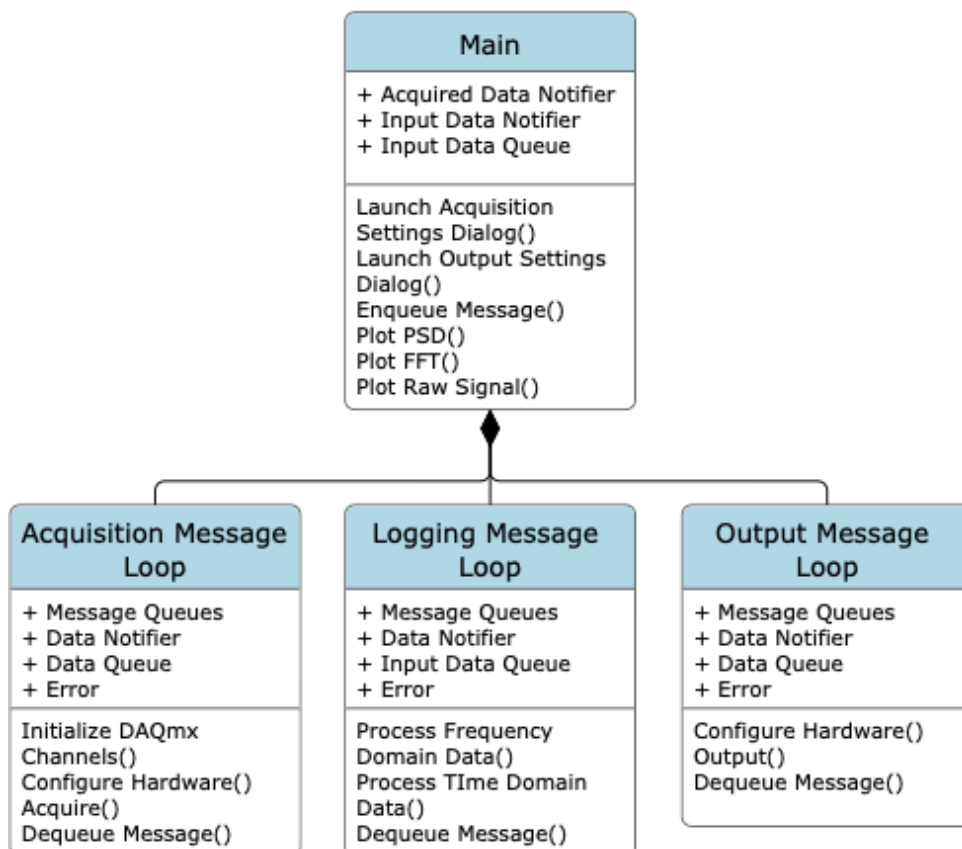 Main
+ Acquired Data Notifier
+ Input Data Notifier
+ Input Data Queue
Launch Acquisition
Settings Dialog()
Launch Output Settings
Dialog()
Enqueue Message()
Plot PSD()
Plot FFT()
Plot Raw Signal()
Acquisition Message
Loop
+ Message Queues
+ Data Notifier
+ Data Queue
+ Error
Initialize DAQmx
Channels()
Configure Hardware()
Acquire()
Dequeue Message()
Logging Message
Loop
+ Message Queues
+ Data Notifier
+ Input Data Queue
+ Error
Process Frequency
Domain Data()
Process TIme Domain
Data()
Dequeue Message()
Output Message
Loop
+ Message Queues
+ Data Notifier
+ Data Queue
+ Error
Configure Hardware()
Output()
Dequeue Message()